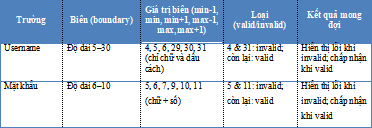 Trường
Biên (boundary)
Giá trị biên (min-1,
min, min+1, max-1,
max, max+1)
Loại
(valid/invalid)
Kết quả mong
đợi
Username
Độ dài 5–30
4, 5, 6, 29, 30, 31
(chỉ chữ và dấu
cách)
4 & 31: invalid;
còn lại: valid
Hiển thị lỗi khi
invalid; chấp nhận
khi valid
Mật khẩu
Độ dài 6–10
5, 6, 7, 9, 10, 11
(chữ + số)
5 & 11: invalid;
còn lại: valid
Hiển thị lỗi khi
invalid; chấp nhận
khi valid